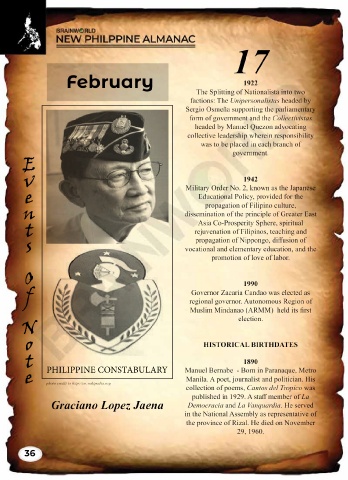 BRAINWORLD
NEW PHILPPINE ALMANAC
February
17
1922
The Splitting of Nationalista into two
factions: The Unipersonalistas headed by
Sergio Osmeña supporting the parliamentary
form of government and the Collectivistas
headed by Manuel Quezon advocating
collective leadership wherein responsibility
was to be placed in each branch of
government.
1942
Military Order No. 2, known as the Japanese
Educational Policy, provided for the
propagation of Filipino culture,
dissemination of the principle of Greater East
Asia Co-Prosperity Sphere, spiritual
rejuvenation of Filipinos, teaching and
propagation of Nipponge, diffusion of
vocational and elementary education, and the
promotion of love of labor.
1990
Governor Zacaria Candao was elected as
regional governor. Autonomous Region of
Muslim Mindanao (ARMM) held its first
election.
HISTORICAL BIRTHDATES
1890
Manuel Bernabe - Born in Paranaque, Metro
Manila. A poet, journalist and politician. His
collection of poems, Cantos del Tropico was
published in 1929. A staff member of La
Democracia and La Vanguardia. He served
in the National Assembly as representative of
the province of Rizal. He died on November
29, 1960.
Events Of Note
PHILIPPINE CONSTABULARY
Graciano Lopez Jaena
36